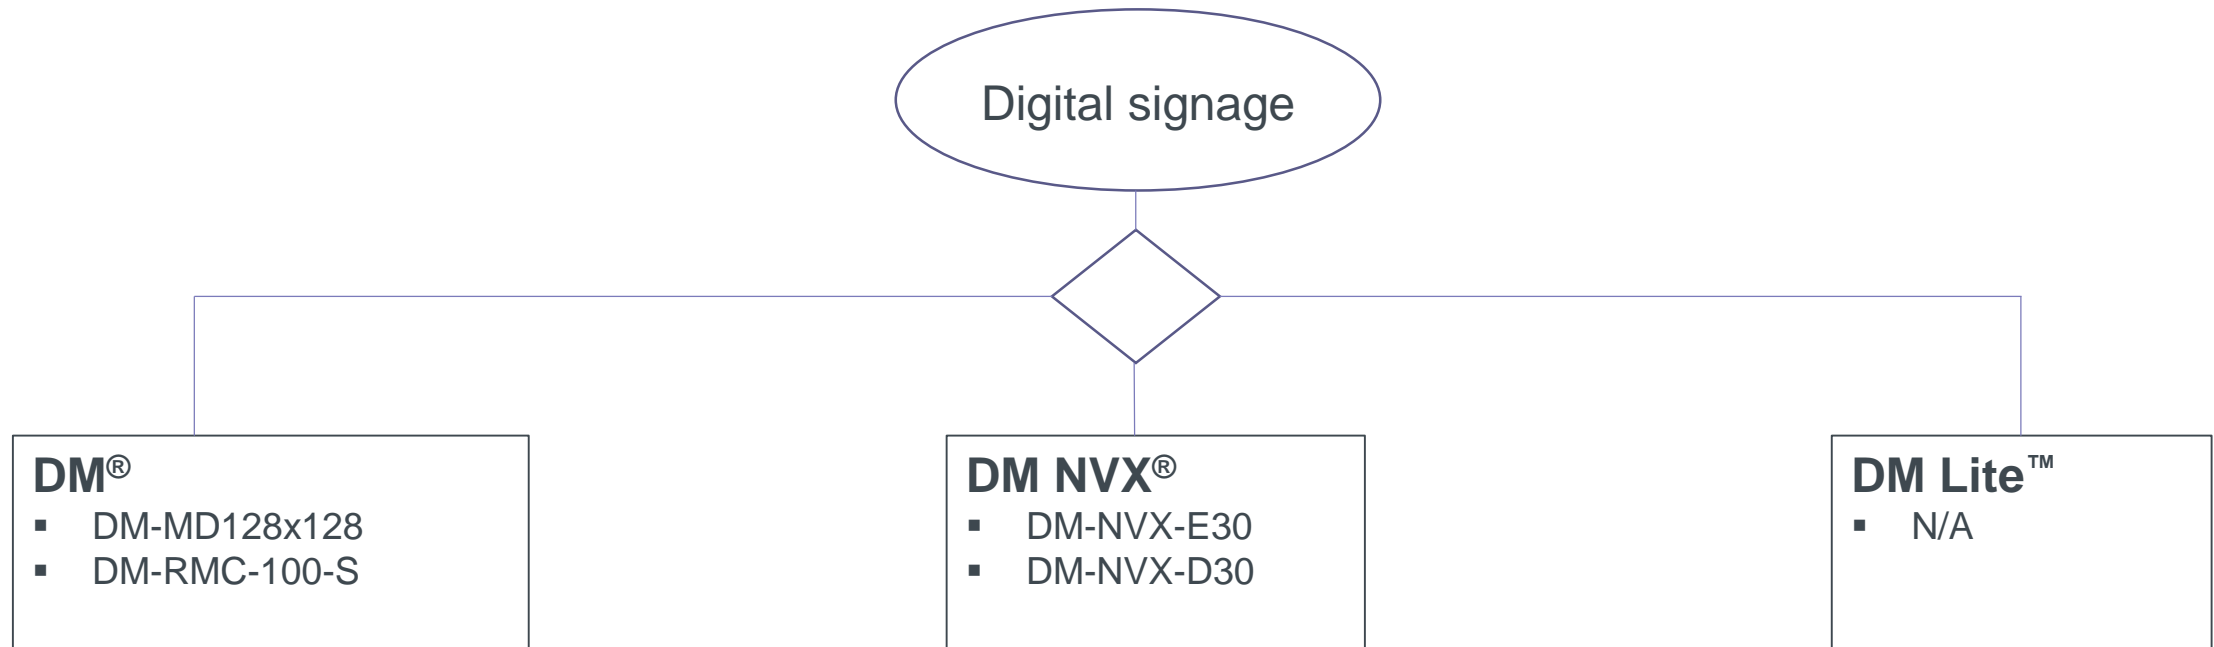 Digital signage
DM®
▪ DM-MD128x128
▪ DM-RMC-100-S
DM NVX®
▪ DM-NVX-E30
▪ DM-NVX-D30
DM Lite™
▪ N/A